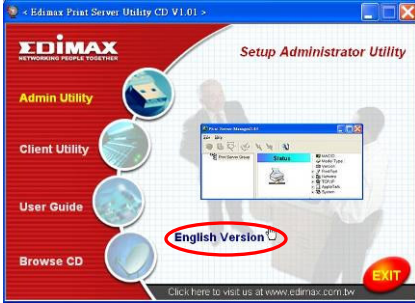 < Edimax Print Server Utility CD V1.01 >
EDIMAX
NETWORKING PEOPLE TOGETHER
Setup Administrator Utility
Admin Utility
Client Utility
User Guide
Browse CD
Status
English Version
EXIT
Click here to visit us at www.edimax.com.tw